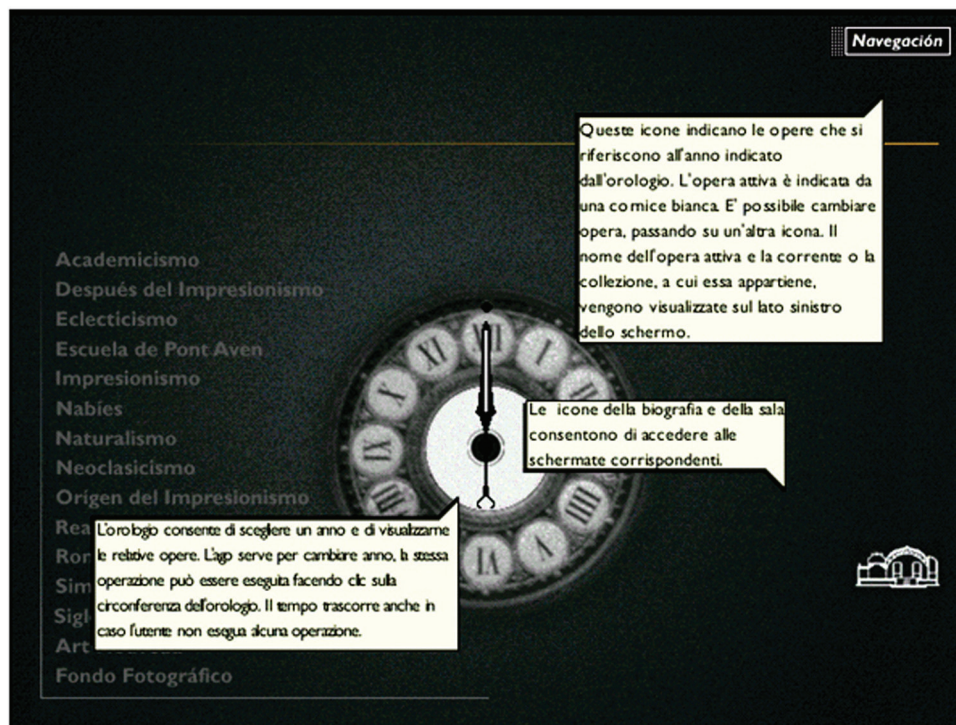 Navegación
Queste icone indicano le opere che si
riferiscono all'anno indicato
dall'orologio. L'opera attiva è indicata da
una cornice bianca. E' possibile cambiare
opera, passando su un'altra icona. Il
nome dell'opera attiva e la corrente o la
collezione, a cui essa appartiene,
vengono visualizzate sul lato sinistro
dello schermo.
Academicismo
Después del Impresionismo
Eclecticismo
Escuela de Pont Aven
Impresionismo
Nabíes
Naturalismo
Neoclasicismo
Origen del Impresionismo
XI
I
X
IX
VI
V
IIII
Le icone della biografia e della sala
consentono di accedere alle
schermate corrispondenti.
L'orologio consente di scegliere un anno e di visualizzarne
le relative opere. L'ago serve per cambiare anno, la stessa
operazione può essere eseguita facendo clic sulla
circonferenza dell'orologio. Il tempo trascorre anche in
caso l'utente non esegua alcuna operazione.
Art
Fondo Fotográfico